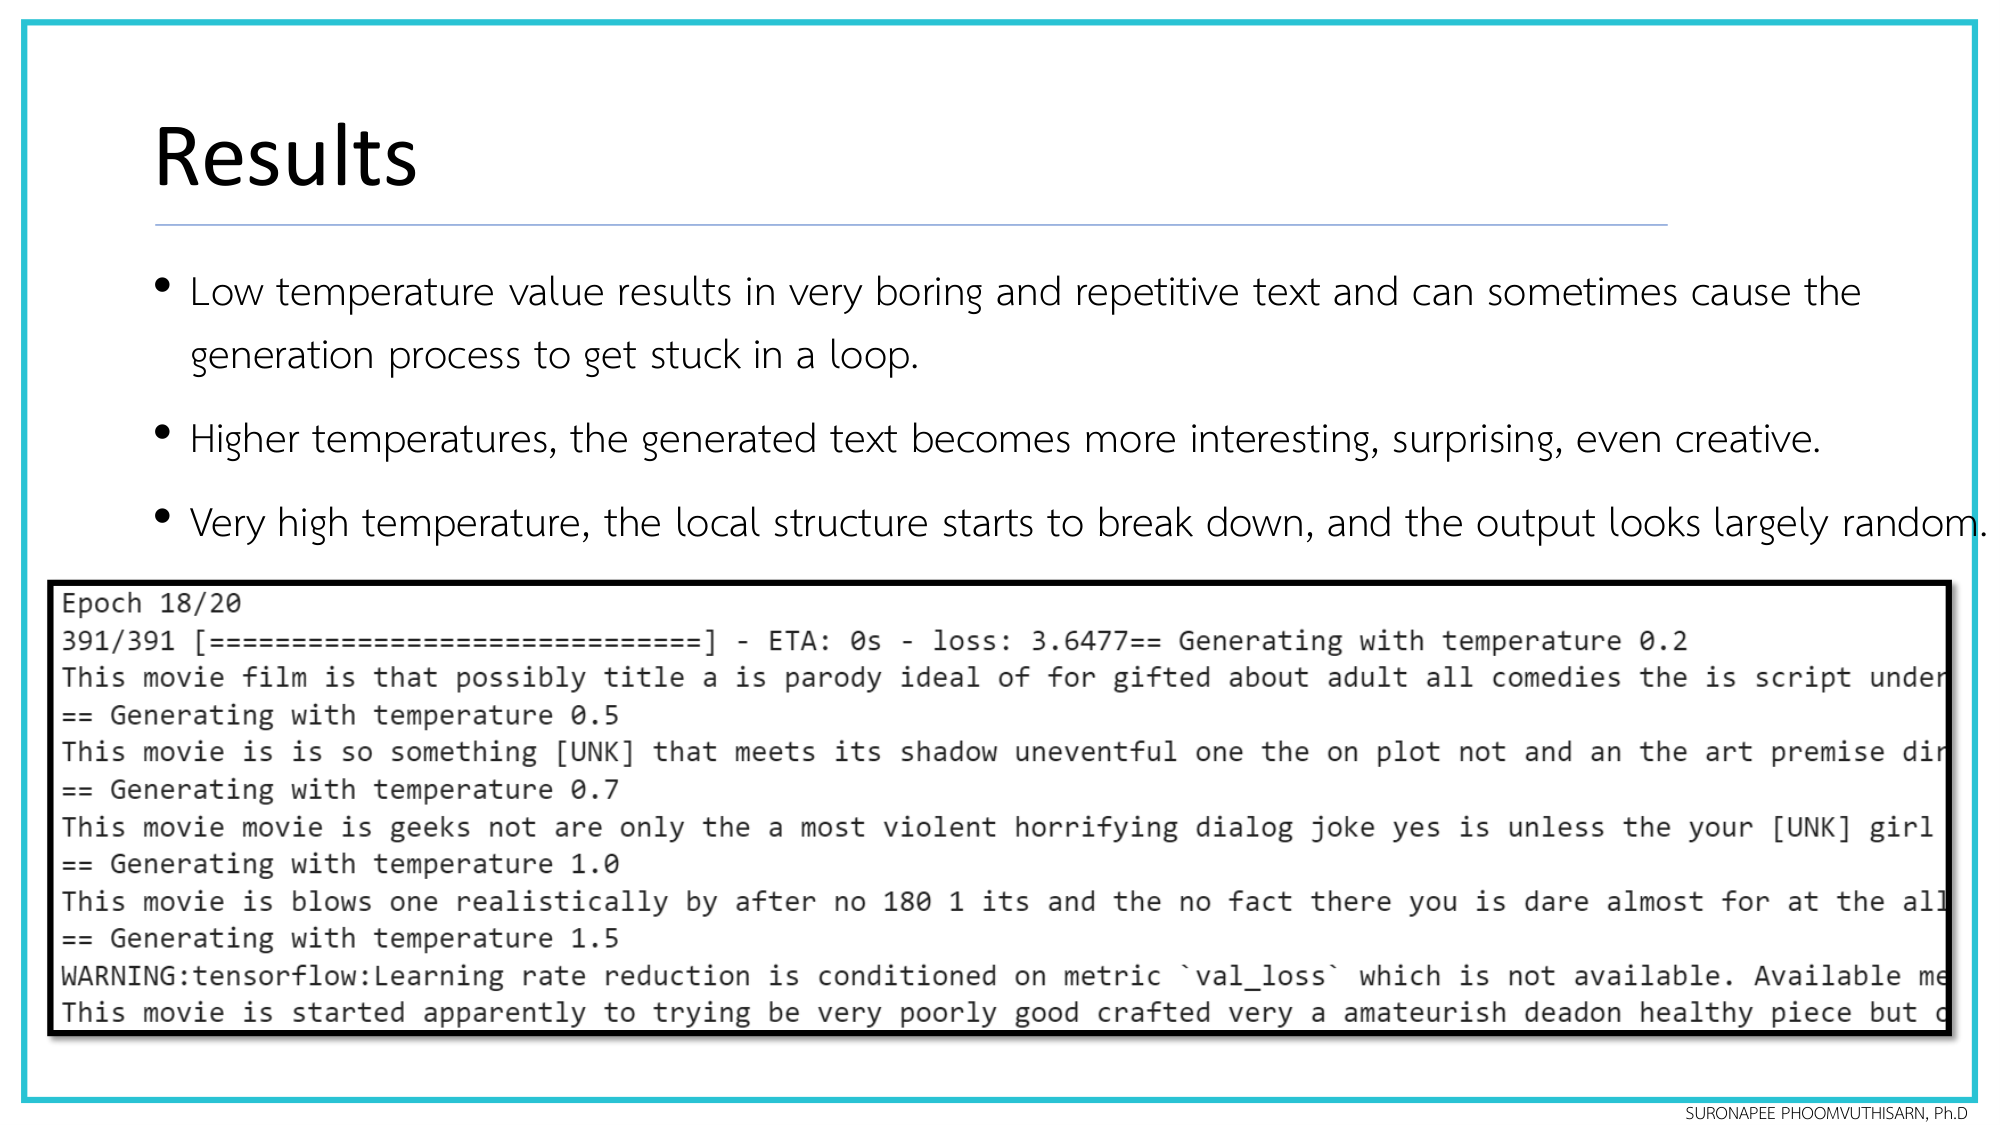 Results
• Low temperature value results in very boring and repetitive text and can sometimes cause the
generation process to get stuck in a loop.
• Higher temperatures, the generated text becomes more interesting, surprising, even creative.
• Very high temperature, the local structure starts to break down, and the output looks largely random.
Epoch 18/20
391/391 [==============================] - ETA: 0s - loss: 3.6477== Generating with temperature 0.2
This movie film is that possibly title a is parody ideal of for gifted about adult all comedies the is script under
== Generating with temperature 0.5
This movie is is so something [UNK] that meets its shadow uneventful one the on plot not and an the art premise dir
== Generating with temperature 0.7
This movie movie is geeks not are only the a most violent horrifying dialog joke yes is unless the your [UNK] girl
== Generating with temperature 1.0
This movie is blows one realistically by after no 180 1 its and the no fact there you is dare almost for at the all
== Generating with temperature 1.5
WARNING:tensorflow:Learning rate reduction is conditioned on metric `val_loss` which is not available. Available me
This movie is started apparently to trying be very poorly good crafted very a amateurish deadon healthy piece but
SURONAPEE PHOOMVUTHISARN, Ph.D